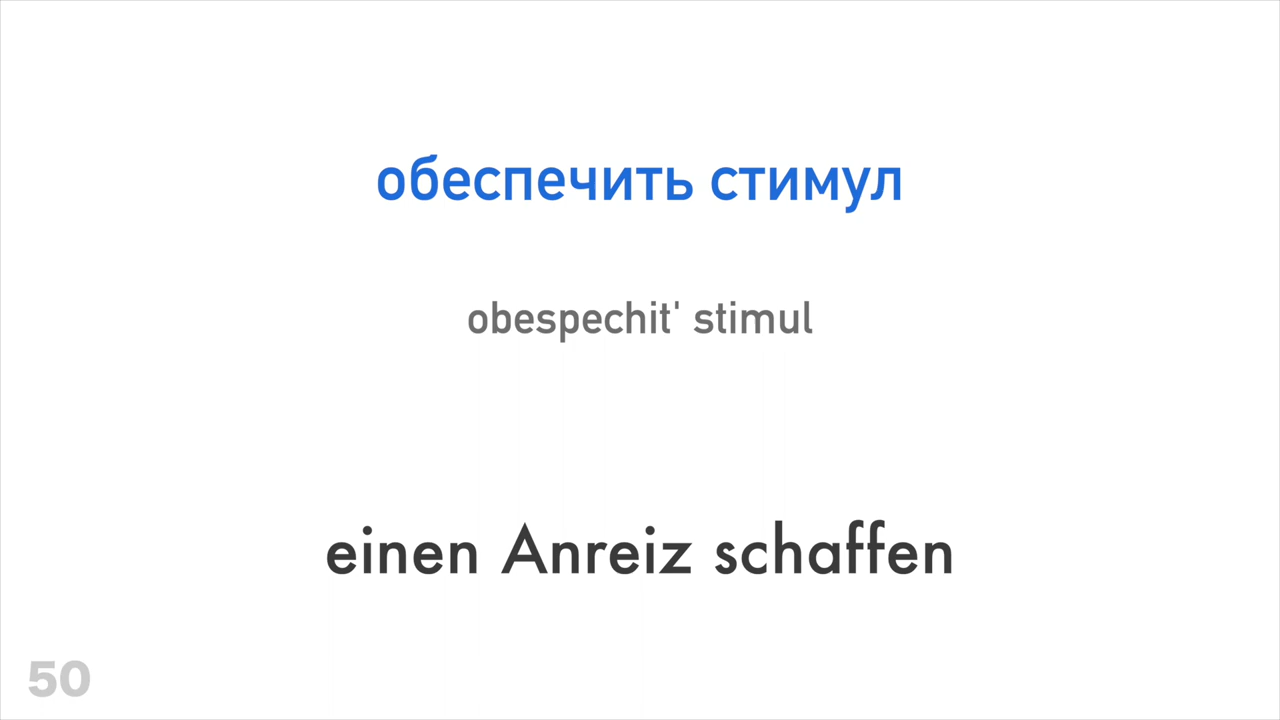 обеспечить стимул
obespechit' stimul
einen Anreiz schaffen
50